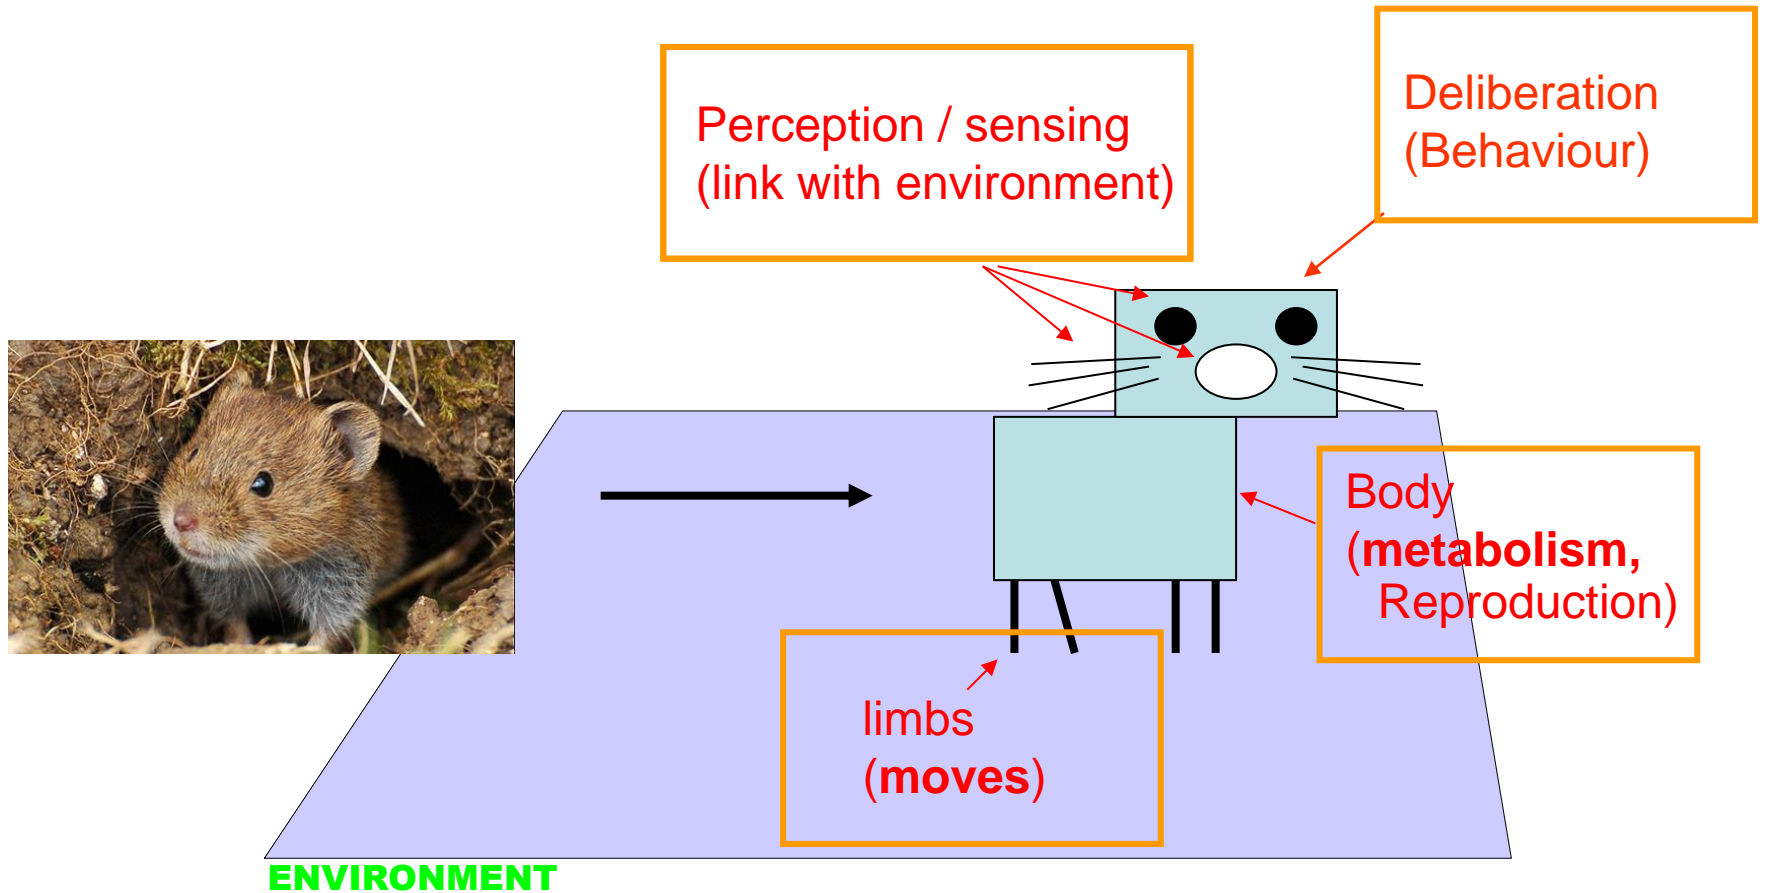 Perception / sensing
(link with environment)
Deliberation
(Behaviour)
Body
(metabolism,
Reproduction)
limbs
(moves)
ENVIRONMENT